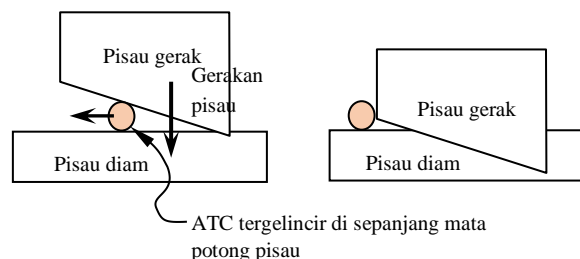 Pisau gerak
Gerakan
pisau
Pisau diam
Pisau gerak
Pisau diam
ATC tergelincir di sepanjang mata
potong pisau